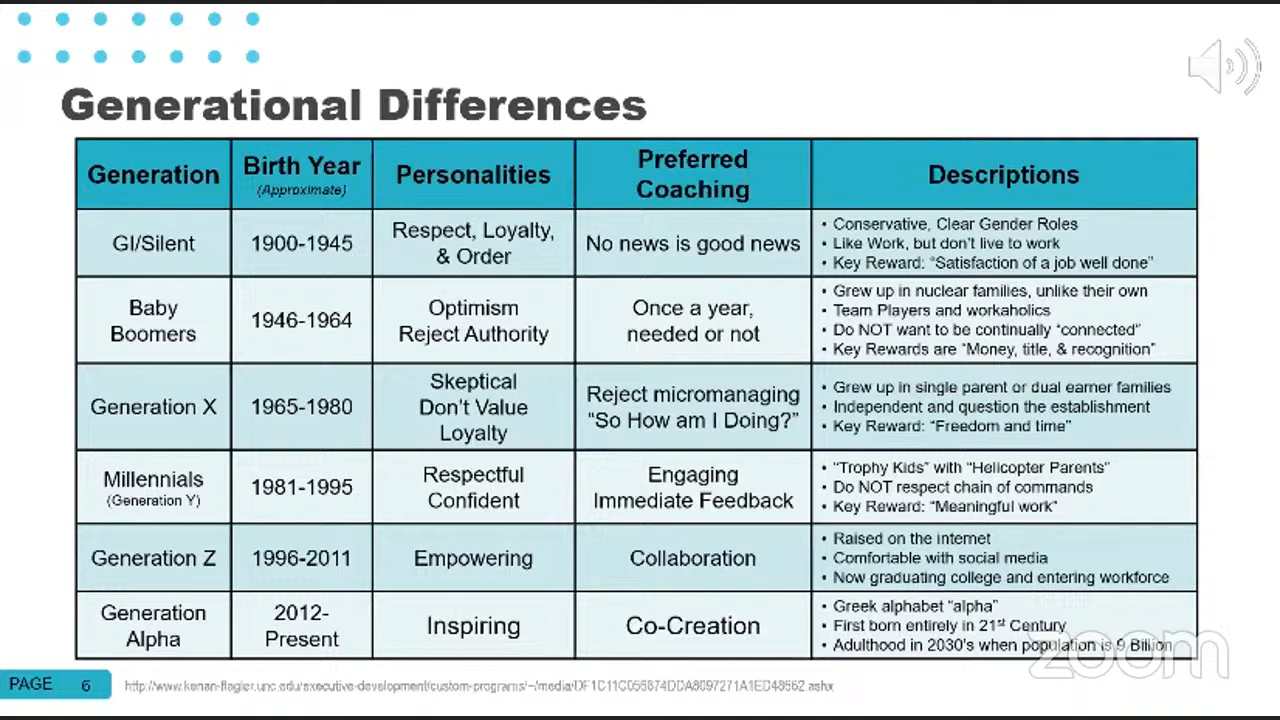 Generational Differences
Generation
Birth Year
(Approximate)
Personalities
Preferred
Coaching
Descriptions
GI/Silent
1900-1945
Respect, Loyalty,
& Order
No news is good news
• Conservative, Clear Gender Roles
• Like Work, but don't live to work
• Key Reward: "Satisfaction of a job well done"
Baby
Boomers
1946-1964
Optimism
Reject Authority
Once a year,
needed or not
• Grew up in nuclear families, unlike their own
• Team Players and workaholics
• Do NOT want to be continually "connected"
• Key Rewards are "Money, title, & recognition"
Generation X
1965-1980
Skeptical
Don't Value
Loyalty
Reject micromanaging
"So How am I Doing?"
• Grew up in single parent or dual earner families
• Independent and question the establishment
• Key Reward: "Freedom and time"
Millennials
(Generation Y)
1981-1995
Respectful
Confident
Engaging
Immediate Feedback
• "Trophy Kids" with "Helicopter Parents"
• Do NOT respect chain of commands
• Key Reward: "Meaningful work"
Generation Z
1996-2011
Empowering
Collaboration
• Raised on the internet
• Comfortable with social media
• Now graduating college and entering workforce
Generation
Alpha
2012-
Present
Inspiring
Co-Creation
• Greek alphabet "alpha"
• First born entirely in 21st Century
• Adulthood in 2030's when population is 9 Billion
zoom
PAGE 6